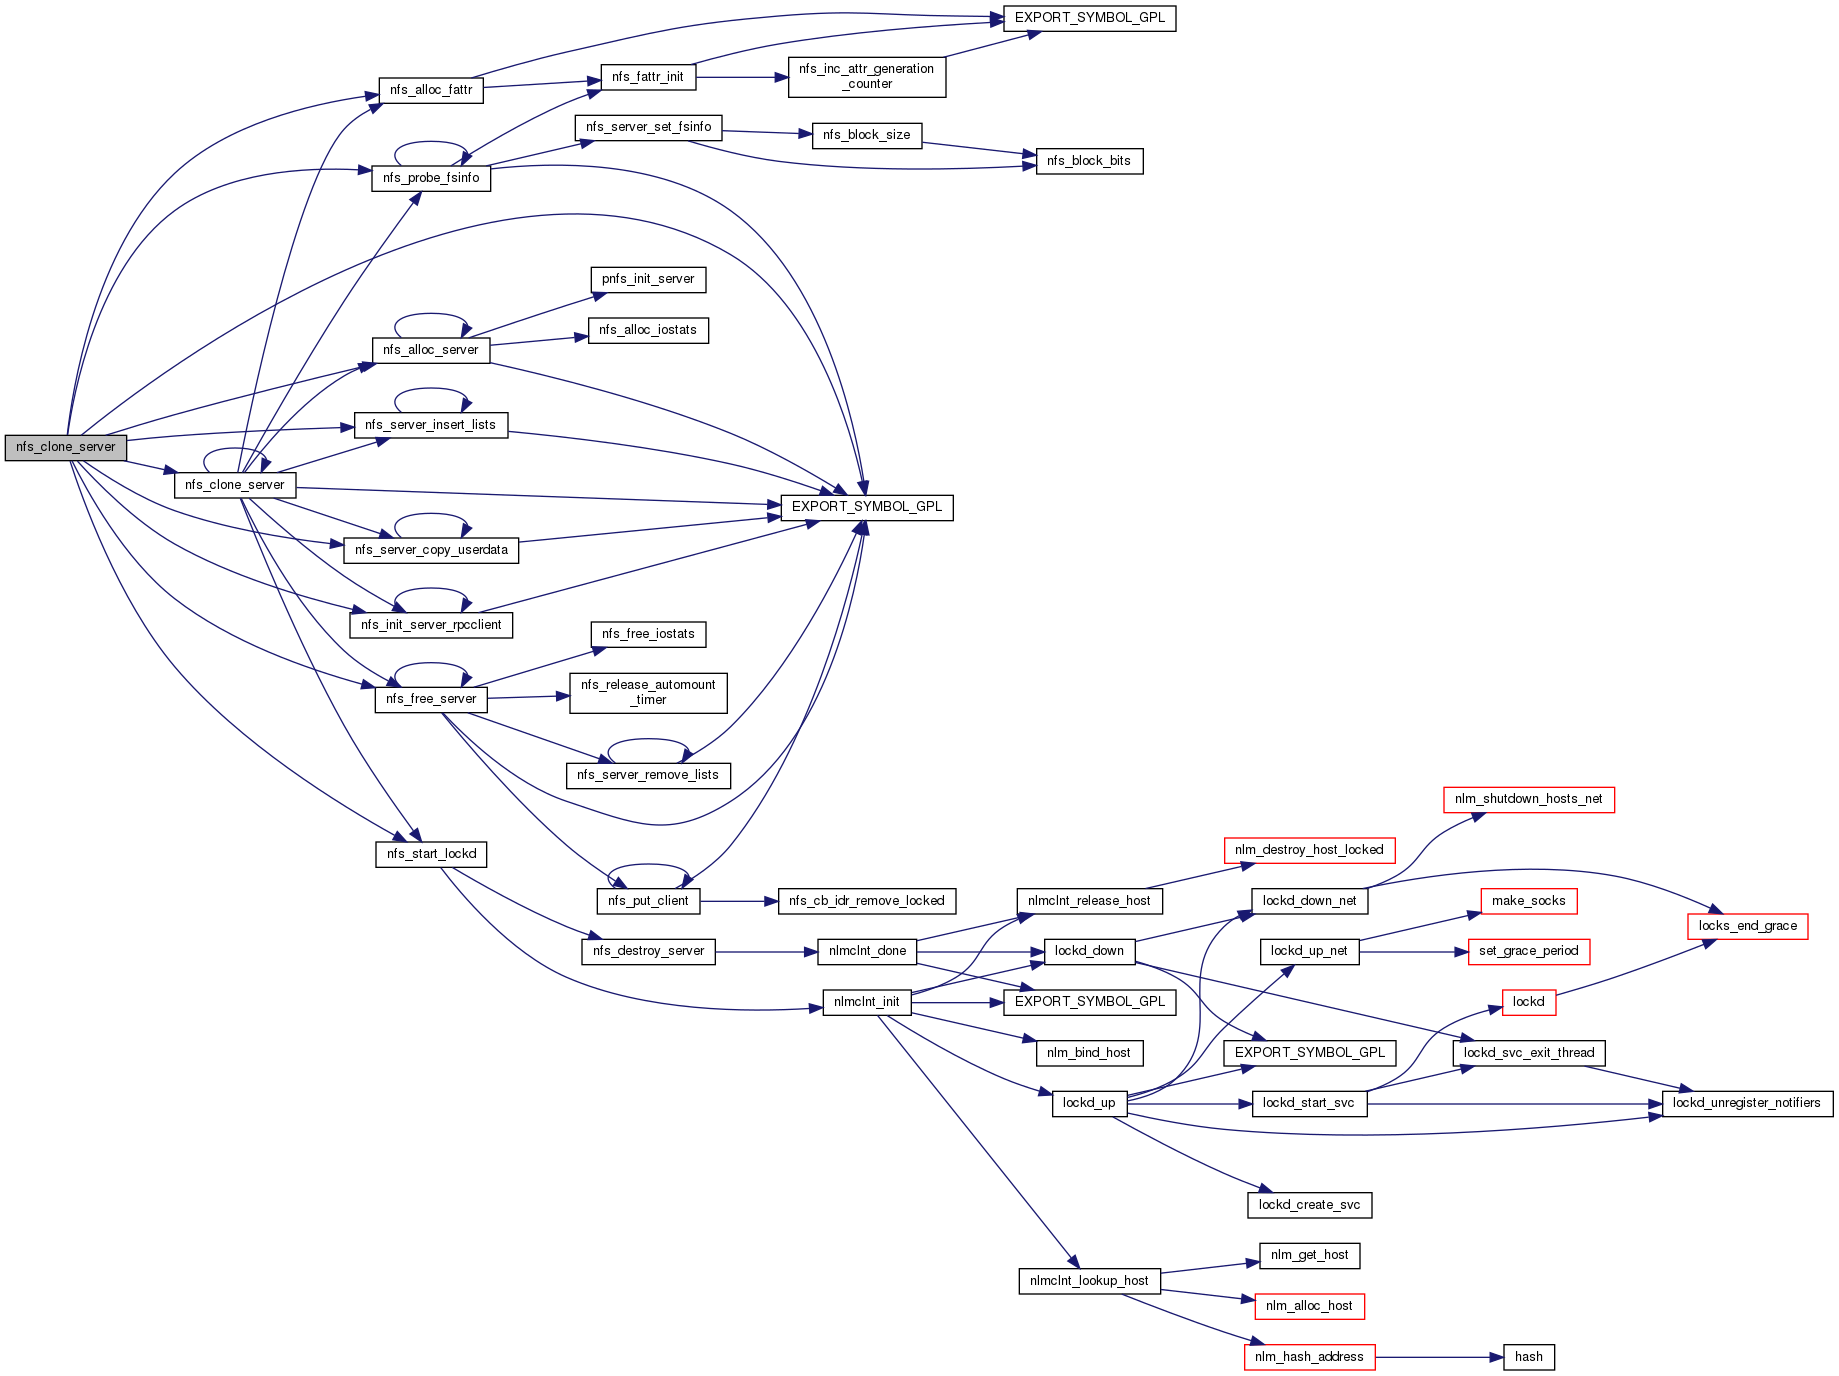 EXPORT_SYMBOL_GPL
nfs_alloc_fattr
nfs_fattr_init
nfs_inc_attr_generation
_counter
nfs_server_set_fsinfo
nfs_block_size
nfs_block_bits
nfs_probe_fsinfo
pnfs_init_server
nfs_alloc_iostats
nfs_alloc_server
nfs_server_insert_lists
nfs_clone_server
nfs_clone_server
EXPORT_SYMBOL_GPL
nfs_server_copy_userdata
nfs_init_server_rpcclient
nfs_free_iostats
nfs_release_automount
_timer
nfs_free_server
nfs_server_remove_lists
nlm_shutdown_hosts_net
nlm_destroy_host_locked
nfs_start_lockd
nfs_put_client
nfs_cb_idr_remove_locked
nlmclnt_release_host
lockd_down_net
make_socks
locks_end_grace
nfs_destroy_server
nlmclnt_done
lockd_down
lockd_up_net
set_grace_period
nlmclnt_init
EXPORT_SYMBOL_GPL
lockd
nlm_bind_host
EXPORT_SYMBOL_GPL
lockd_svc_exit_thread
lockd_up
lockd_start_svc
lockd_unregister_notifiers
lockd_create_svc
nlm_get_host
nlmclnt_lookup_host
nlm_alloc_host
nlm_hash_address
hash